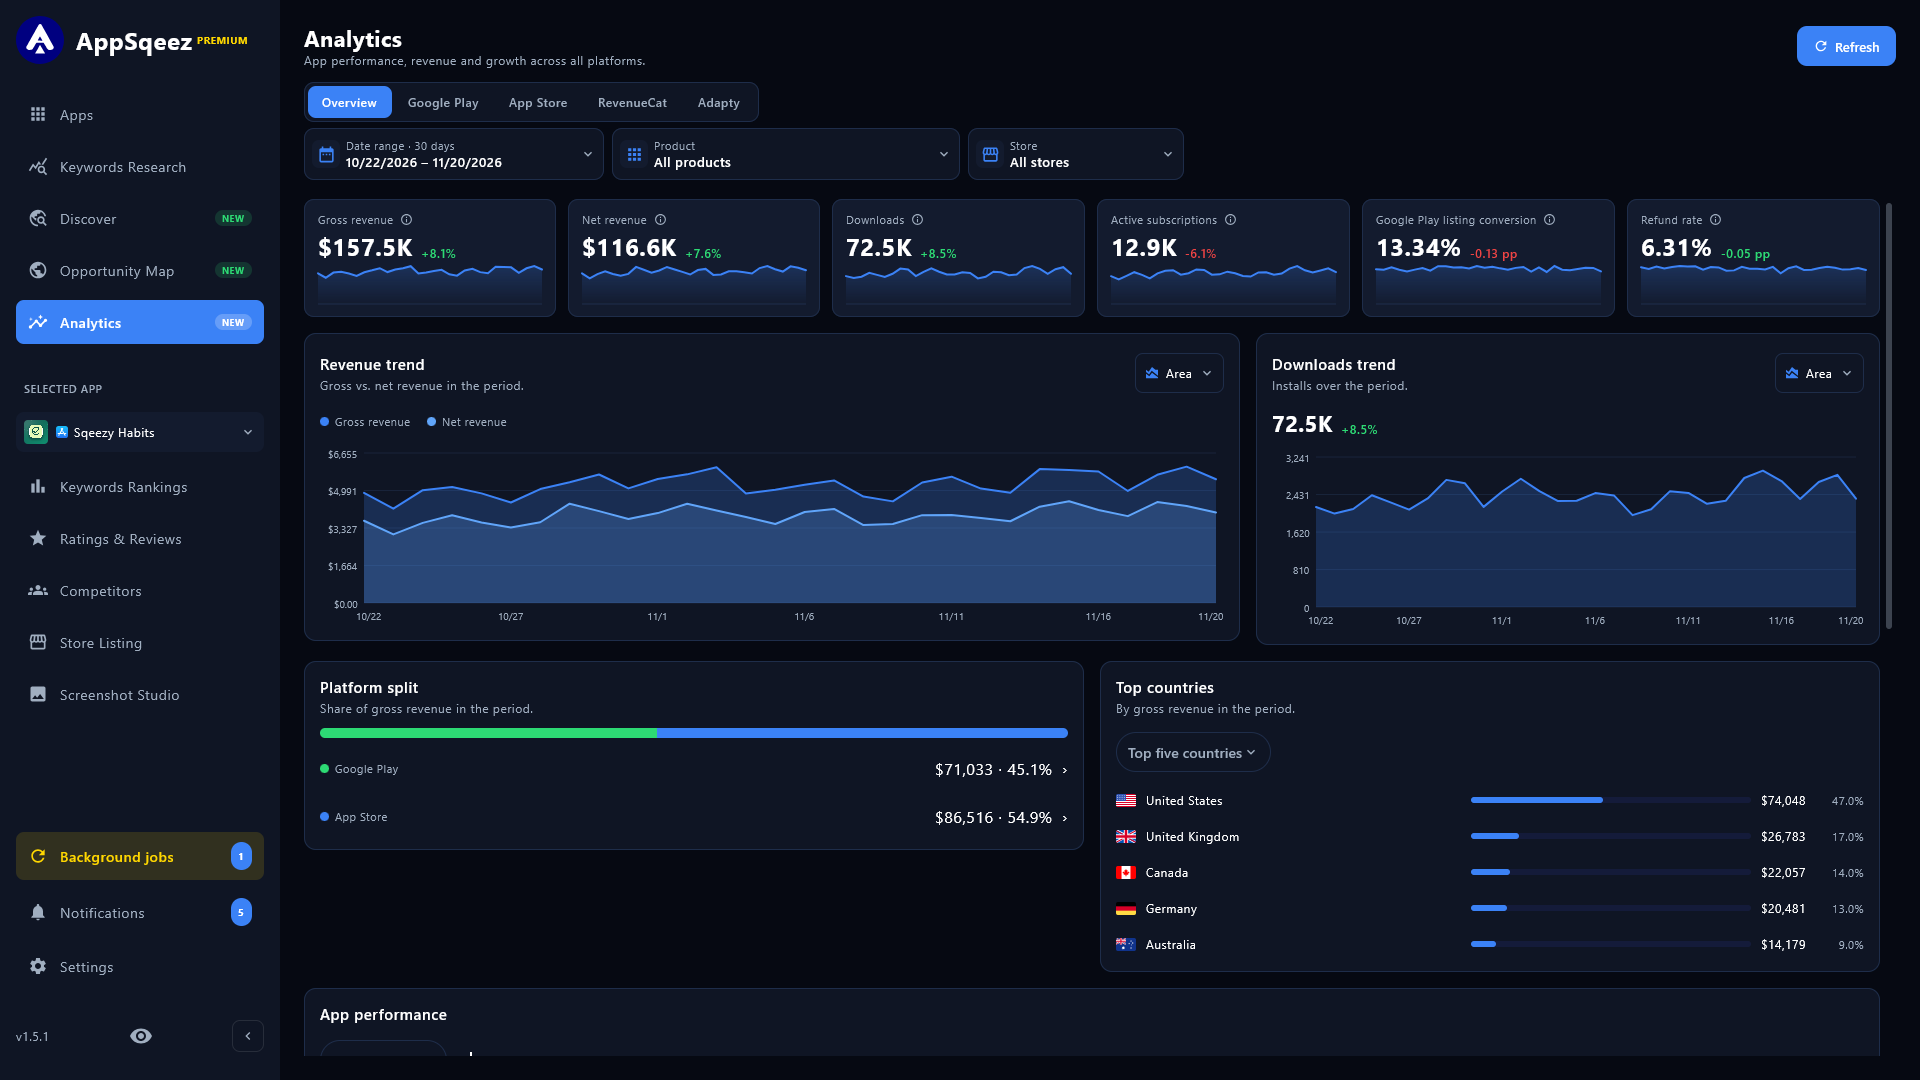 AppSqeez PREMIUM
Apps
Keywords Research
Discover NEW
Opportunity Map NEW
Analytics NEW
SELECTED APP
Sqeezy Habits
Keywords Rankings
Ratings & Reviews
Competitors
Store Listing
Screenshot Studio
Background jobs 1
Notifications 5
Settings
v1.5.1
Analytics
App performance, revenue and growth across all platforms.
Refresh
Overview Google Play App Store RevenueCat Adapty
Date range · 30 days
10/22/2026 – 11/20/2026
Product
All products
Store
All stores
Gross revenue
$157.5K +8.1%
Net revenue
$116.6K +7.6%
Downloads
72.5K +8.5%
Active subscriptions
12.9K -6.1%
Google Play listing conversion
13.34% -0.13 pp
Refund rate
6.31% -0.05 pp
Revenue trend
Gross vs. net revenue in the period.
Area
Gross revenue Net revenue
$6,655
$4,991
$3,327
$1,664
$0.00
10/22 10/27 11/1 11/6 11/11 11/16 11/20
Downloads trend
Installs over the period.
Area
72.5K +8.5%
3,241
2,431
1,620
810
0
10/22 10/27 11/1 11/6 11/11 11/16 11/20
Platform split
Share of gross revenue in the period.
Google Play $71,033 · 45.1% ›
App Store $86,516 · 54.9% ›
Top countries
By gross revenue in the period.
Top five countries
United States $74,048 47.0%
United Kingdom $26,783 17.0%
Canada $22,057 14.0%
Germany $20,481 13.0%
Australia $14,179 9.0%
App performance